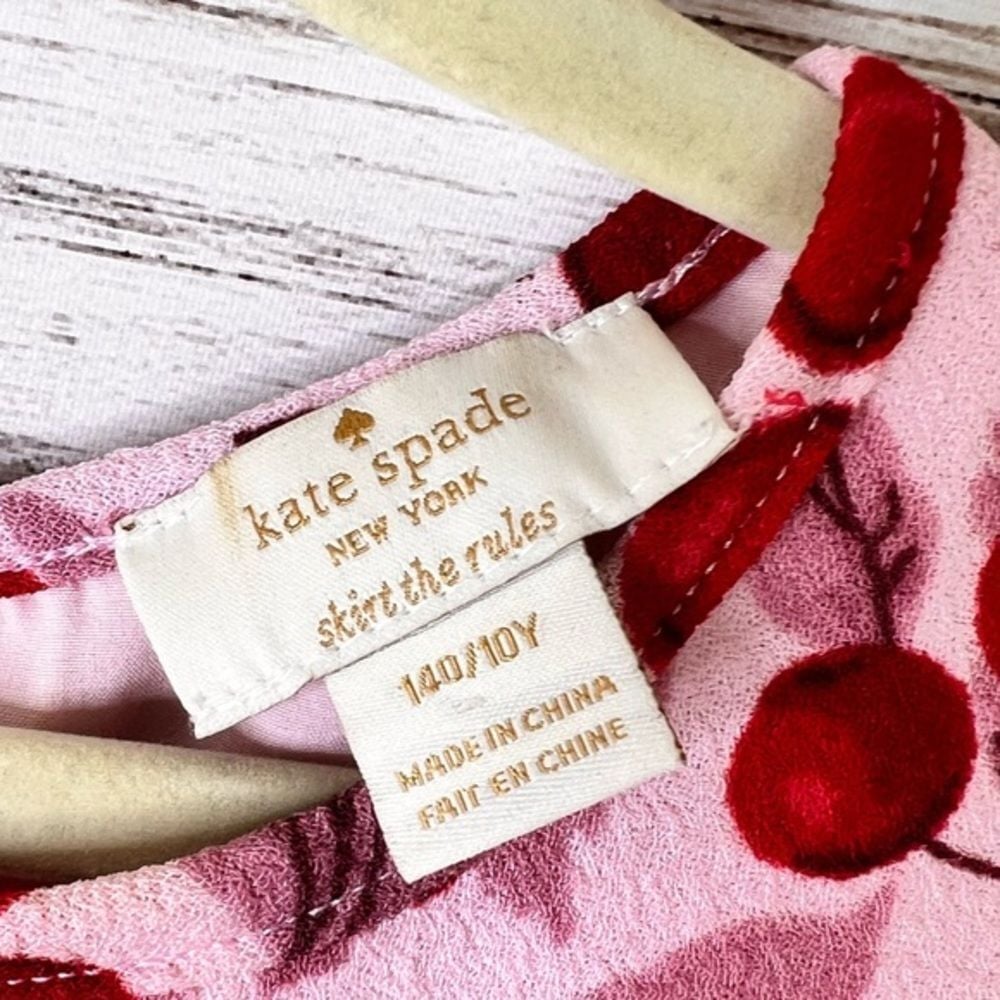 kate spade
NEW YORK
skirt the rules
140/10Y
MADE IN CHINA
FAIT EN CHINE